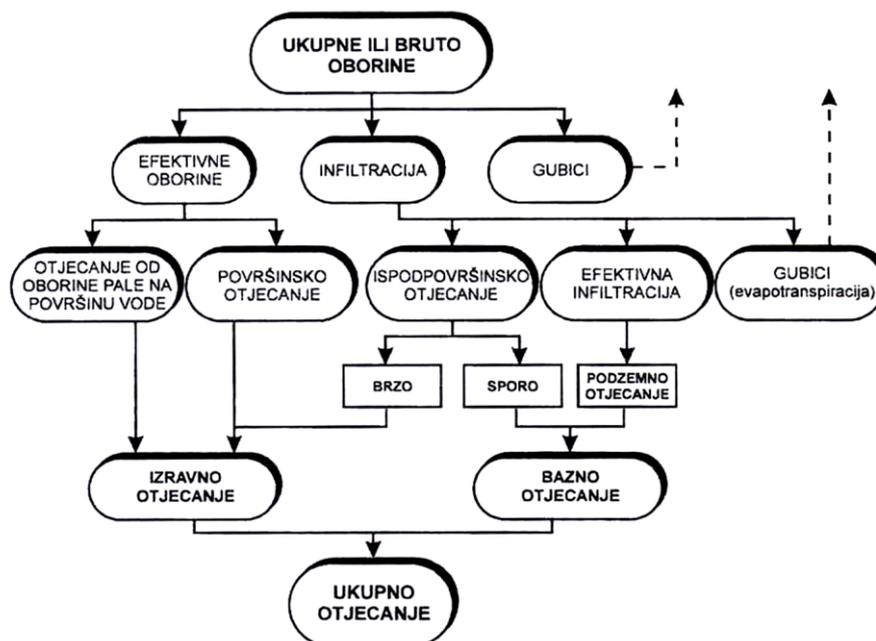 UKUPNE ILI BRUTO
OBORINE
EFEKTIVNE
OBORINE
INFILTRACIJA
GUBICI
OTJECANJE OD
OBORINE PALE NA
POVRŠINU VODE
POVRŠINSKO
OTJECANJE
ISPODPOVRŠINSKO
OTJECANJE
EFEKTIVNA
INFILTRACIJA
GUBICI
(evapotranspiracija)
BRZO
SPORO
PODZEMNO
OTJECANJE
IZRAVNO
OTJECANJE
BAZNO
OTJECANJE
UKUPNO
OTJECANJE